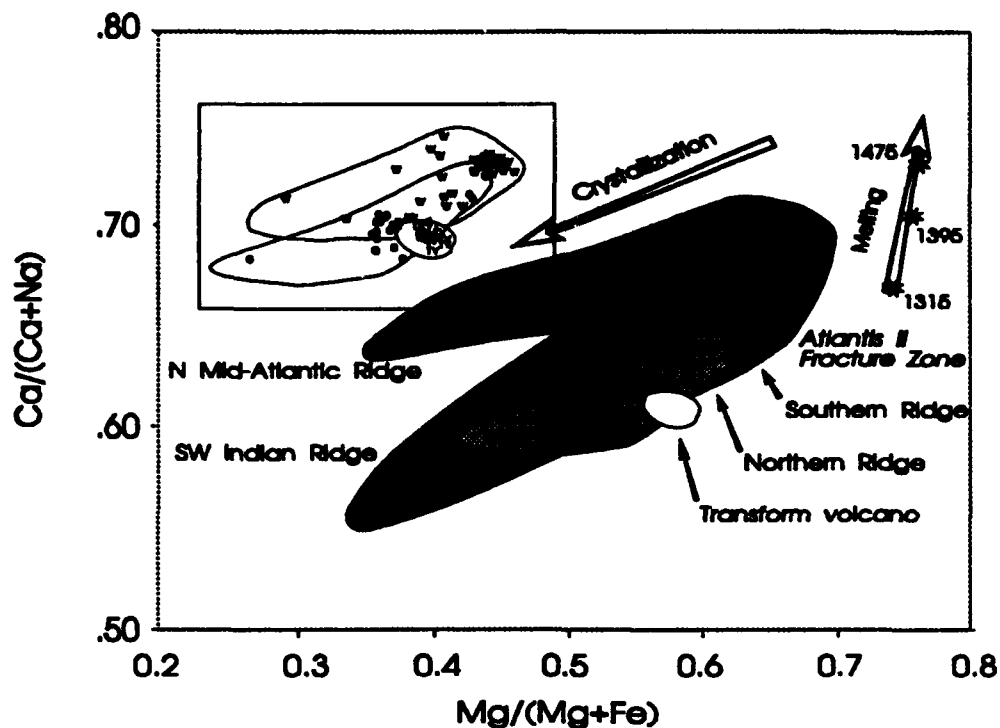 .80
.70
.60
.50
Ca/(Ca+Na)
Crystallization
Melting
1475
1395
1315
N Mid-Atlantic Ridge
SW Indian Ridge
Atlantis II
Fracture Zone
Southern Ridge
Northern Ridge
Transform volcano
0.2 0.3 0.4 0.5 0.6 0.7 0.8
Mg/(Mg+Fe)